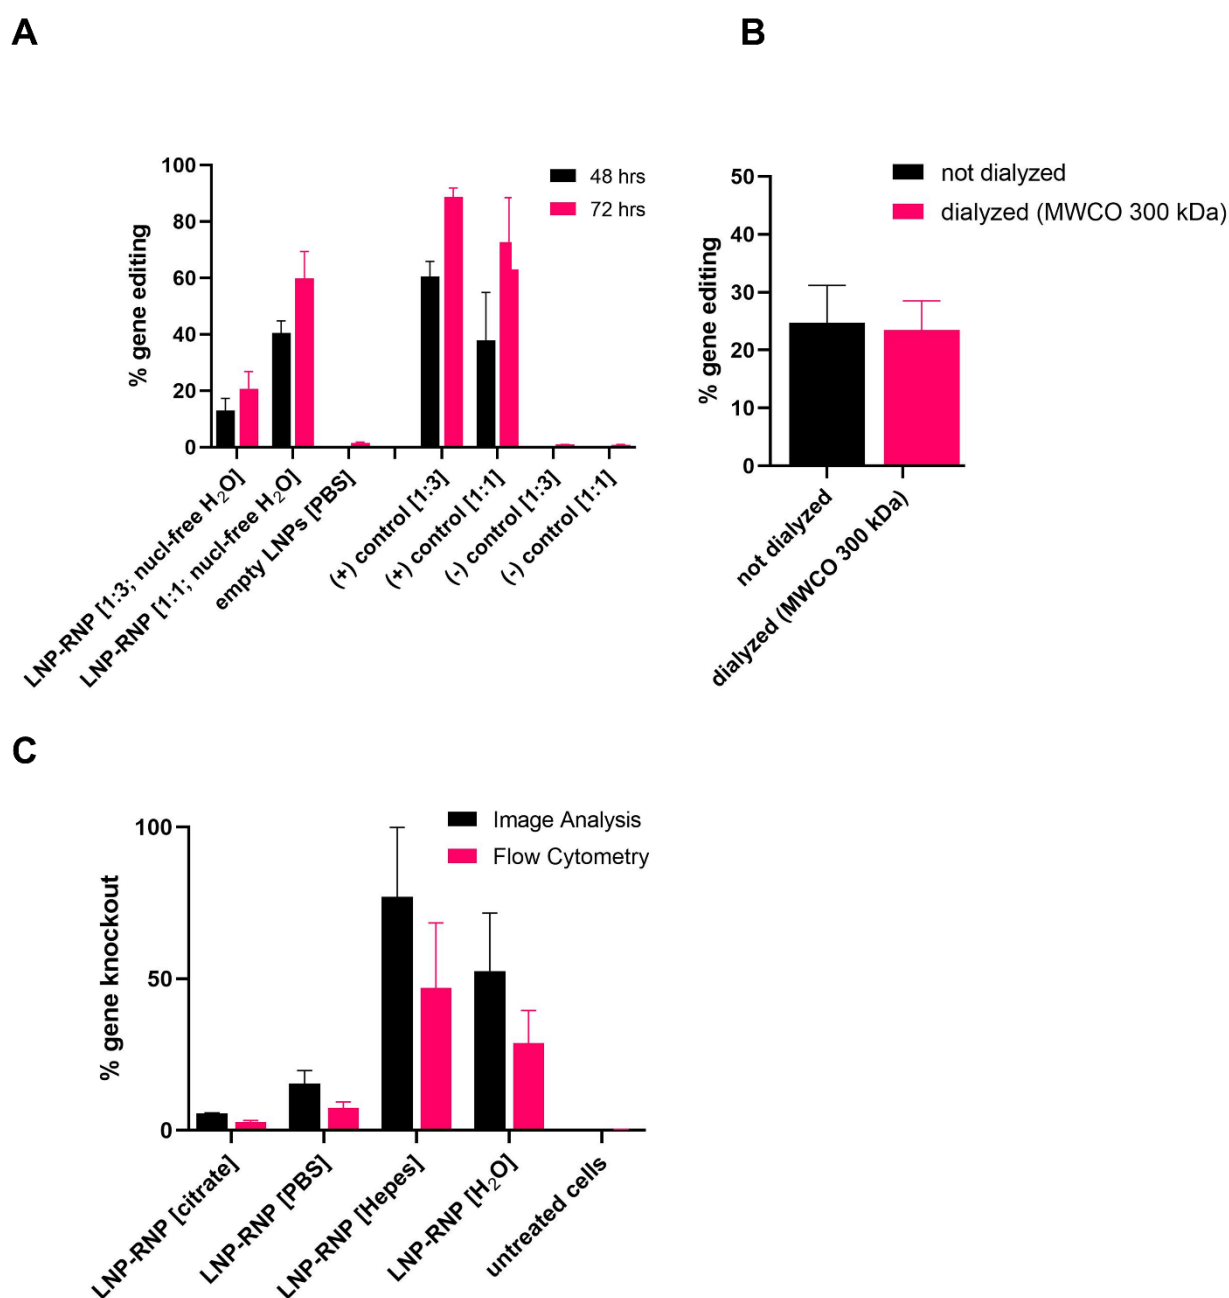 A
B
100
80
60
40
20
0
% gene editing
48 hrs
72 hrs
LNP-RNP [1:3; nucl-free H₂O]
LNP-RNP [1:1; nucl-free H₂O]
empty LNPs [PBS]
(+) control [1:3]
(+) control [1:1]
(-) control [1:3]
(-) control [1:1]
50
40
30
20
10
0
% gene editing
not dialyzed
dialyzed (MWCO 300 kDa)
not dialyzed
dialyzed (MWCO 300 kDa)
C
100
50
0
% gene knockout
Image Analysis
Flow Cytometry
LNP-RNP [citrate]
LNP-RNP [PBS]
LNP-RNP [Hepes]
LNP-RNP [H₂O]
untreated cells